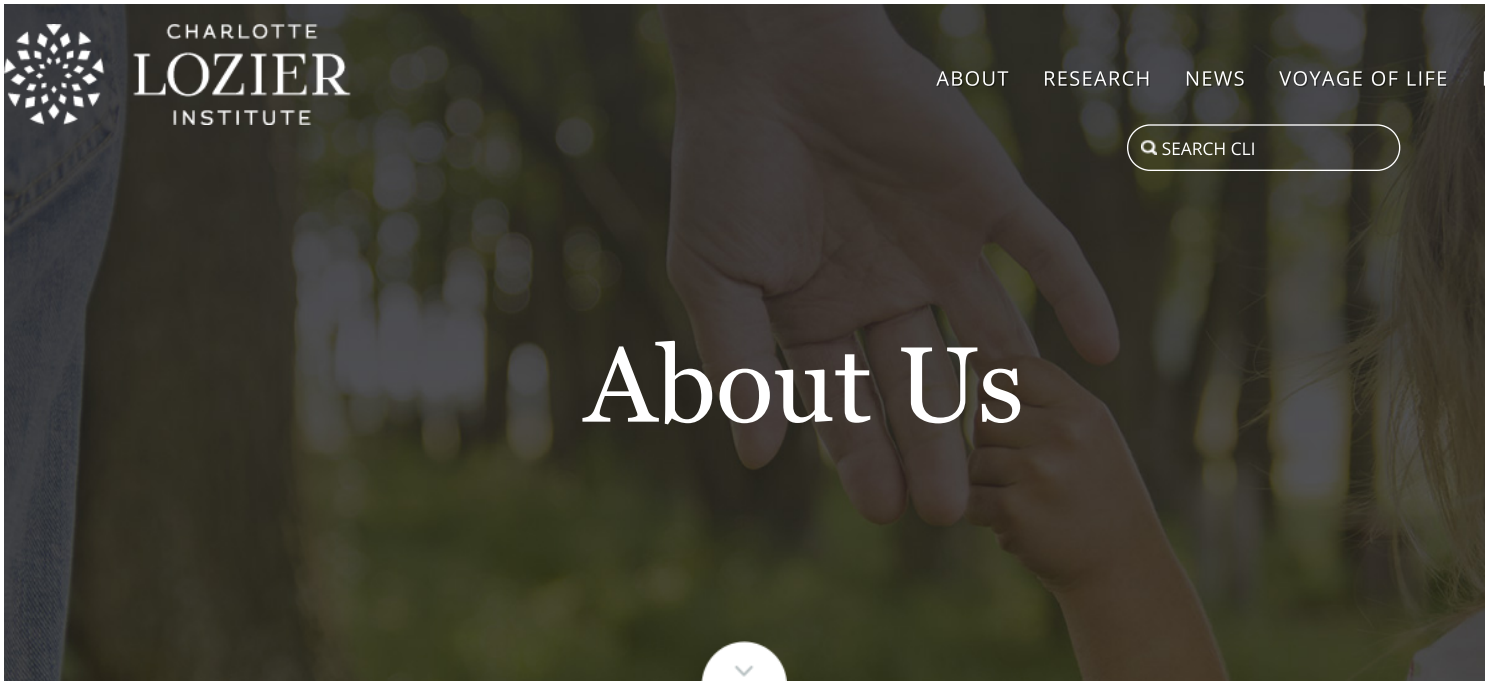 CHARLOTTE
LOZIER
INSTITUTE
ABOUT RESEARCH NEWS VOYAGE OF LIFE
SEARCH CLI
About Us